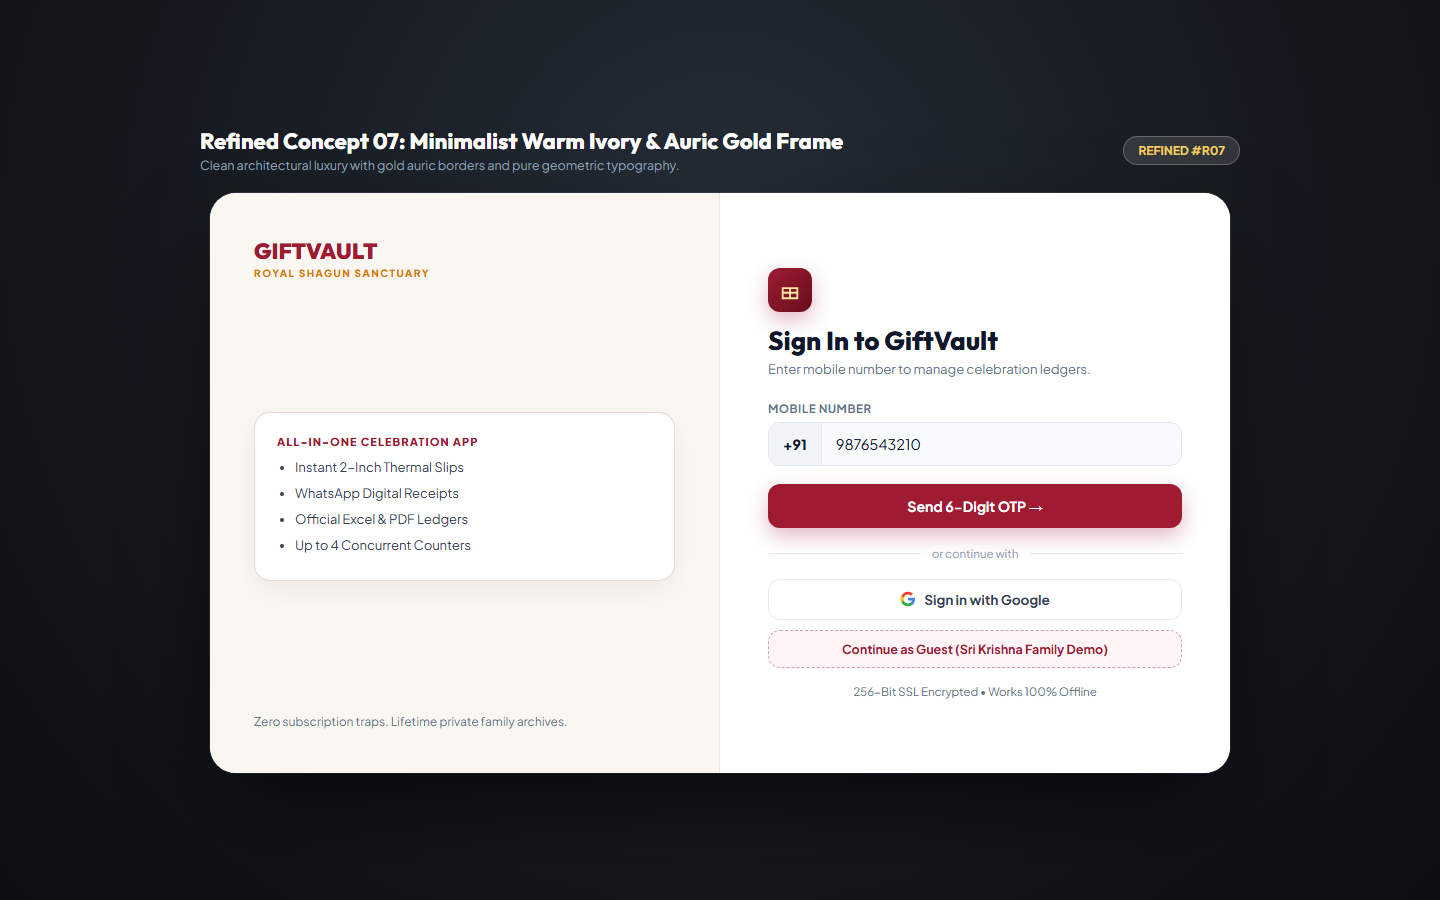 Refined Concept 07: Minimalist Warm Ivory & Auric Gold Frame
Clean architectural luxury with gold auric borders and pure geometric typography.
REFINED #R07
GIFTVAULT
ROYAL SHAGUN SANCTUARY
ALL-IN-ONE CELEBRATION APP
• Instant 2-Inch Thermal Slips
• WhatsApp Digital Receipts
• Official Excel & PDF Ledgers
• Up to 4 Concurrent Counters
Zero subscription traps. Lifetime private family archives.
Sign In to GiftVault
Enter mobile number to manage celebration ledgers.
MOBILE NUMBER
+91 9876543210
Send 6-Digit OTP →
or continue with
Sign in with Google
Continue as Guest (Sri Krishna Family Demo)
256-Bit SSL Encrypted • Works 100% Offline